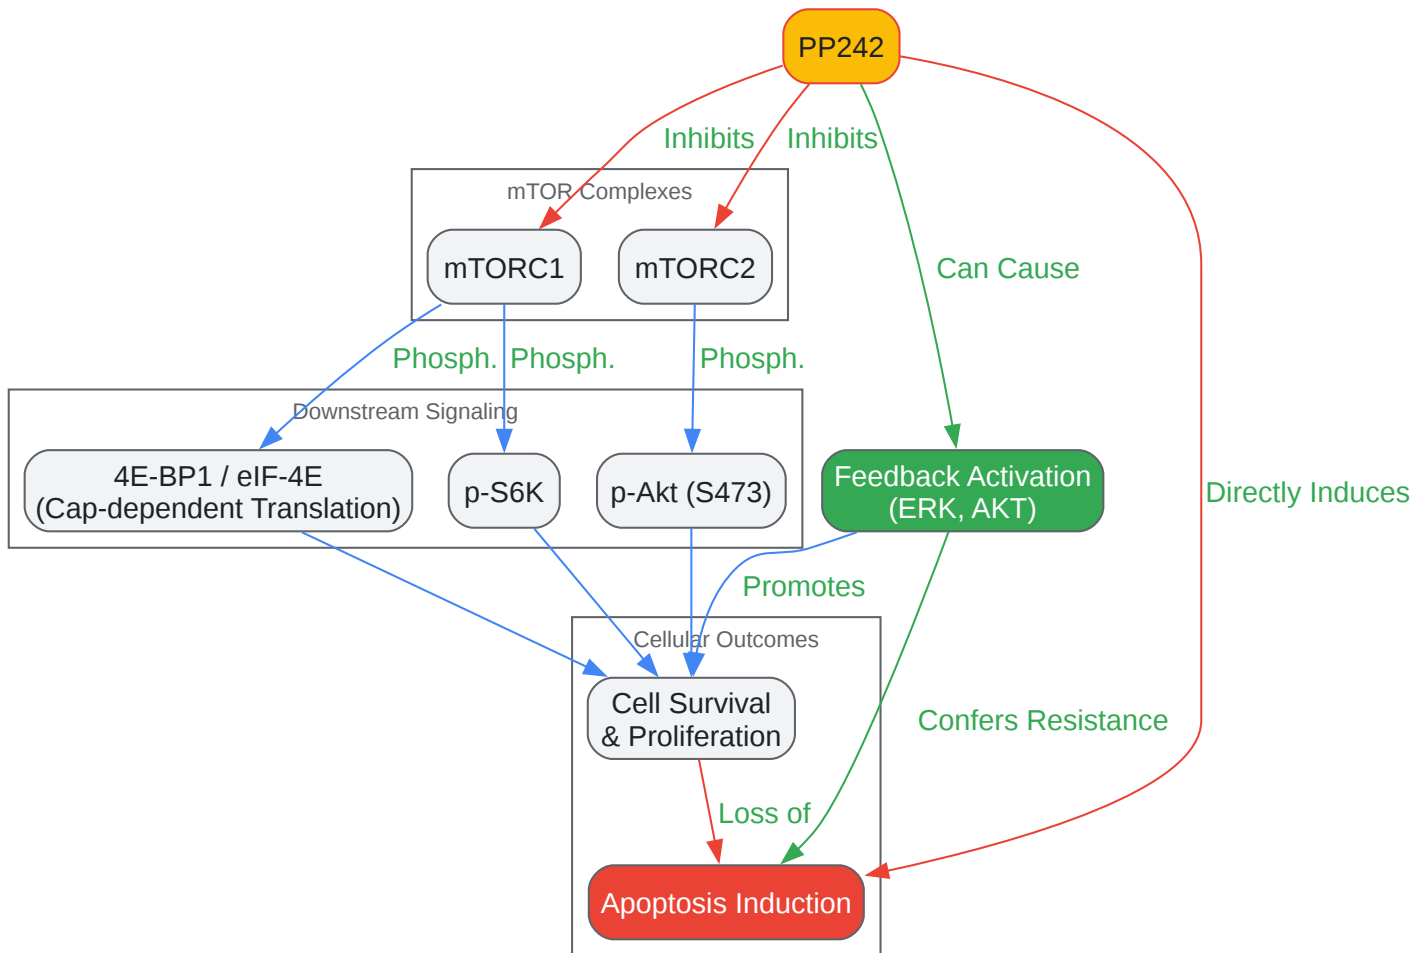 PP242
Inhibits
Inhibits
mTOR Complexes
mTORC1
mTORC2
Can Cause
Phosph.
Phosph.
Phosph.
Downstream Signaling
4E-BP1 / eIF-4E
(Cap-dependent Translation)
p-S6K
p-Akt (S473)
Feedback Activation
(ERK, AKT)
Directly Induces
Promotes
Cellular Outcomes
Cell Survival
& Proliferation
Confers Resistance
Loss of
Apoptosis Induction